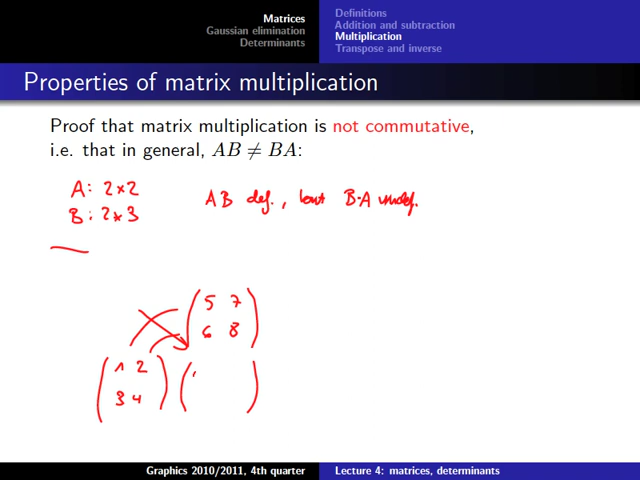 Matrices
Gaussian elimination
Determinants
Definitions
Addition and subtraction
Multiplication
Transpose and inverse
Properties of matrix multiplication
Proof that matrix multiplication is not commutative,
i.e. that in general, AB ≠ BA:
A: 2×2
B: 2×3
AB def., but B·A undef.
5 7
6 8
1 2
3 4
Graphics 2010/2011, 4th quarter
Lecture 4: matrices, determinants